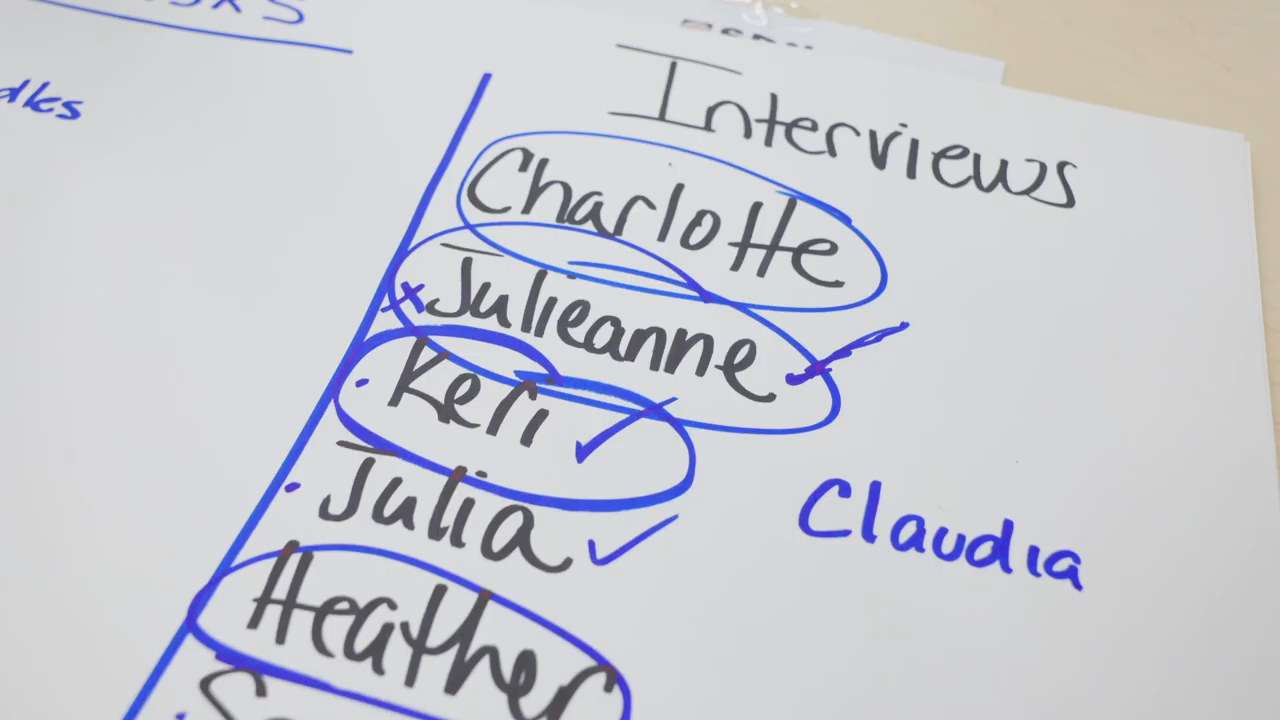 Interviews
Charlotte
Julieanne
Keri
Julia
Claudia
Heather